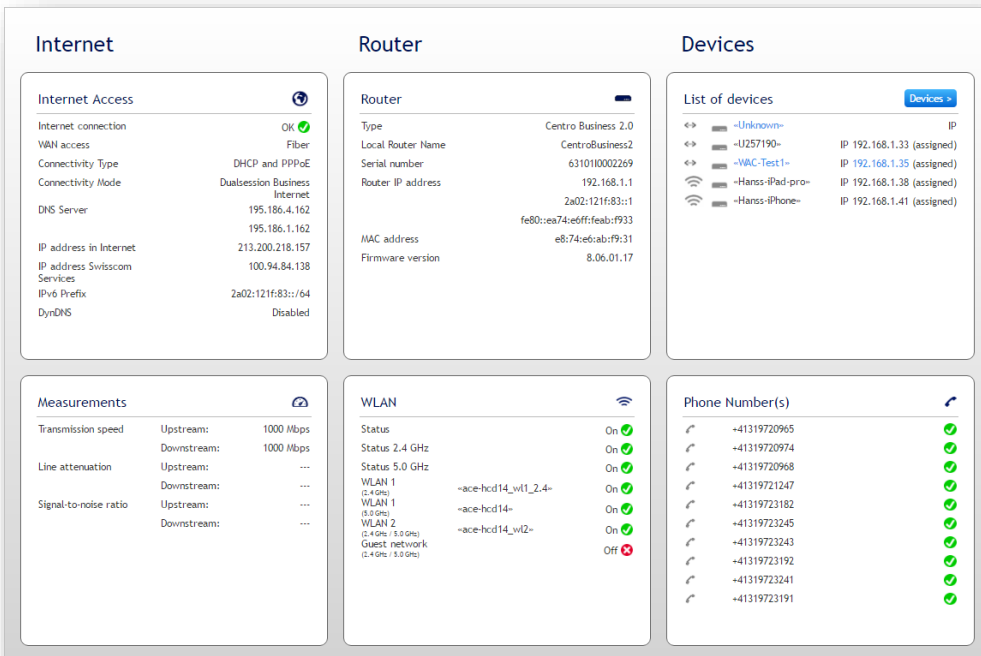 Internet
Router
Devices
Internet Access
Internet connection OK
WAN access Fiber
Connectivity Type DHCP and PPPoE
Connectivity Mode Dualsession Business
Internet
DNS Server 195.186.4.162
195.186.1.162
IP address in Internet 213.200.218.157
IP address Swisscom 100.94.84.138
Services
IPv6 Prefix 2a02:121f:83::/64
DynDNS Disabled
Router
Type Centro Business 2.0
Local Router Name CentroBusiness2
Serial number 63101I0002269
Router IP address 192.168.1.1
2a02:121f:83::1
fe80::ea74:e6ff:feab:f933
MAC address e8:74:e6:ab:f9:31
Firmware version 8.06.01.17
List of devices Devices >
«Unknown» IP
«U257190» IP 192.168.1.33 (assigned)
«WAC-Test1» IP 192.168.1.35 (assigned)
«Hanss-iPad-pro» IP 192.168.1.38 (assigned)
«Hanss-iPhone» IP 192.168.1.41 (assigned)
Measurements
Transmission speed Upstream: 1000 Mbps
Downstream: 1000 Mbps
Line attenuation Upstream: ---
Downstream: ---
Signal-to-noise ratio Upstream: ---
Downstream: ---
WLAN
Status On
Status 2.4 GHz On
Status 5.0 GHz On
WLAN 1 «ace-hcd14_wl1_2.4» On
(2.4 GHz)
WLAN 1 «ace-hcd14» On
(5.0 GHz)
WLAN 2 «ace-hcd14_wl2» On
(2.4 GHz / 5.0 GHz)
Guest network Off
(2.4 GHz / 5.0 GHz)
Phone Number(s)
+41319720965
+41319720974
+41319720968
+41319721247
+41319723182
+41319723245
+41319723243
+41319723192
+41319723241
+41319723191